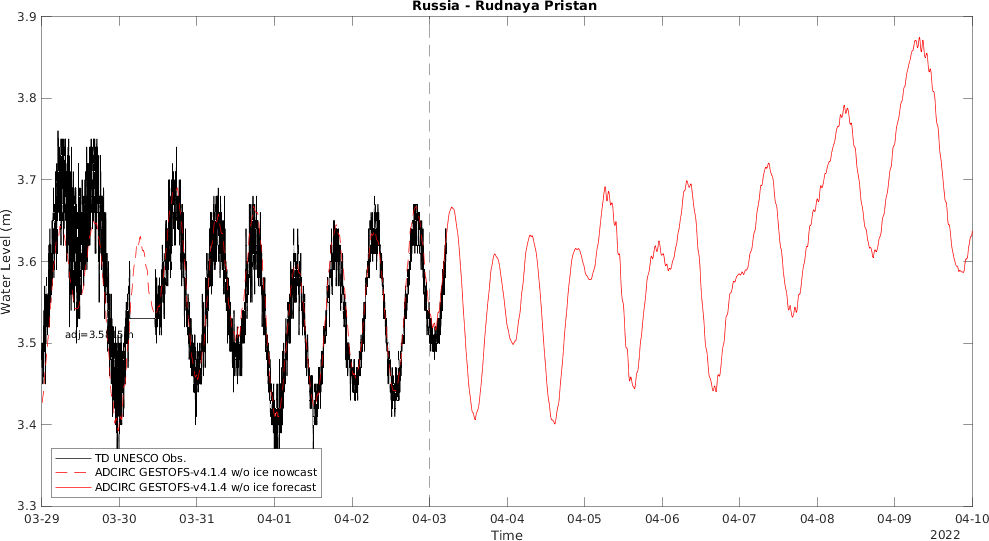 Russia - Rudnaya Pristan
3.9
3.8
3.7
3.6
3.5
3.4
3.3
Water Level (m)
TD UNESCO Obs.
ADCIRC GESTOFS-v4.1.4 w/o ice nowcast
ADCIRC GESTOFS-v4.1.4 w/o ice forecast
03-29 03-30 03-31 04-01 04-02 04-03 04-04 04-05 04-06 04-07 04-08 04-09 04-10
Time
2022